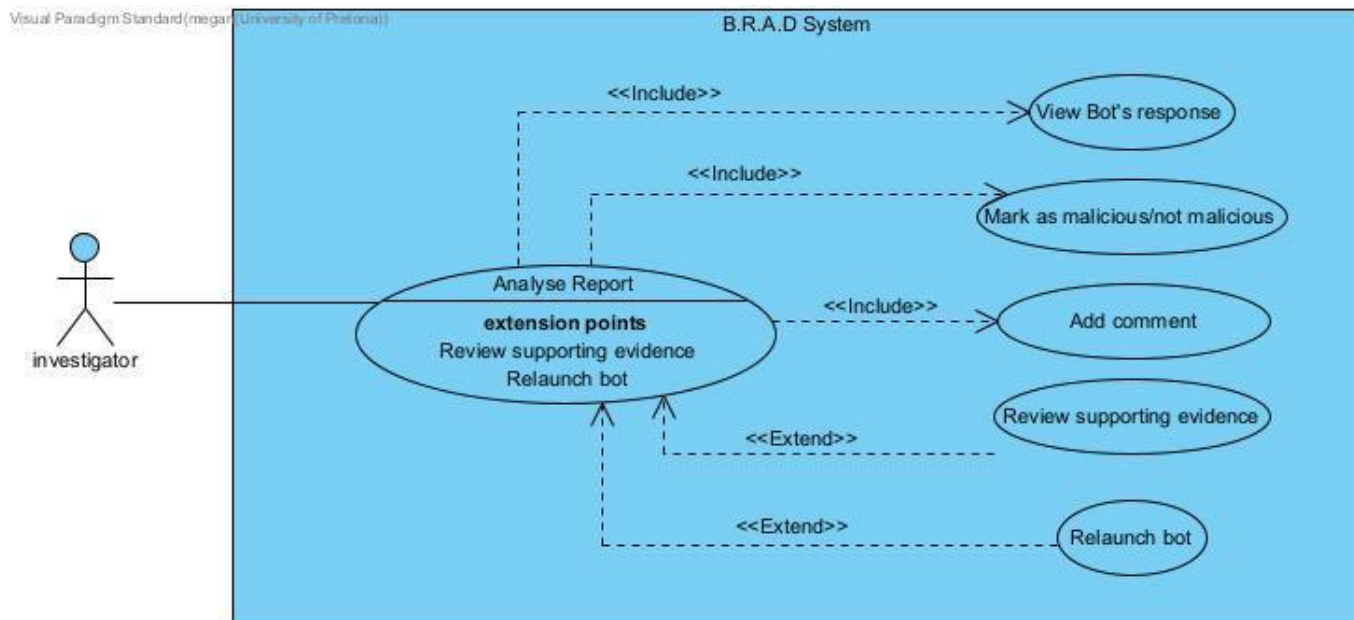 Visual Paradigm Standard(megan(University of Pretoria))
B.R.A.D System
<<Include>>
View Bot's response
<<Include>>
Mark as malicious/not malicious
investigator
Analyse Report
extension points
Review supporting evidence
Relaunch bot
<<Include>>
Add comment
Review supporting evidence
<<Extend>>
<<Extend>>
Relaunch bot